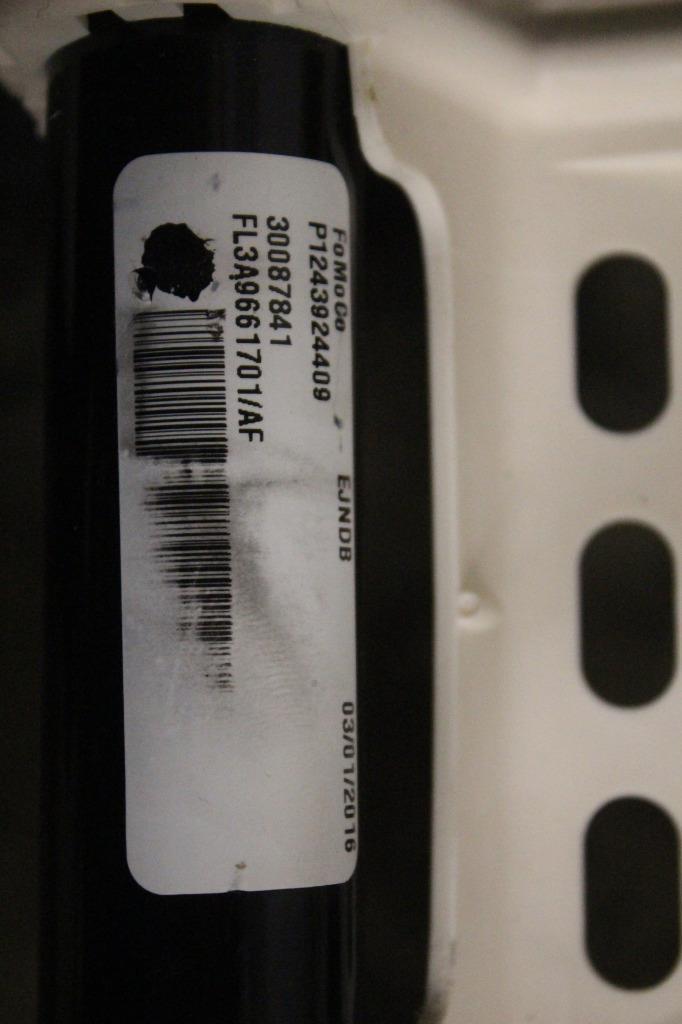 FoMoCo EJNDB 03/01/2016
P1243924409
30087841
FL3A9661701/AF